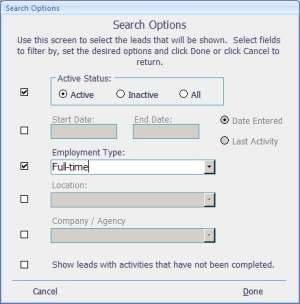 Search Options
Search Options
Use this screen to select the leads that will be shown. Select fields
to filter by, set the desired options and click Done or click Cancel to
return.
Active Status:
Active Inactive All
Start Date: End Date:
Date Entered
Last Activity
Employment Type:
Full-time
Location:
Company / Agency
Show leads with activities that have not been completed.
Cancel Done